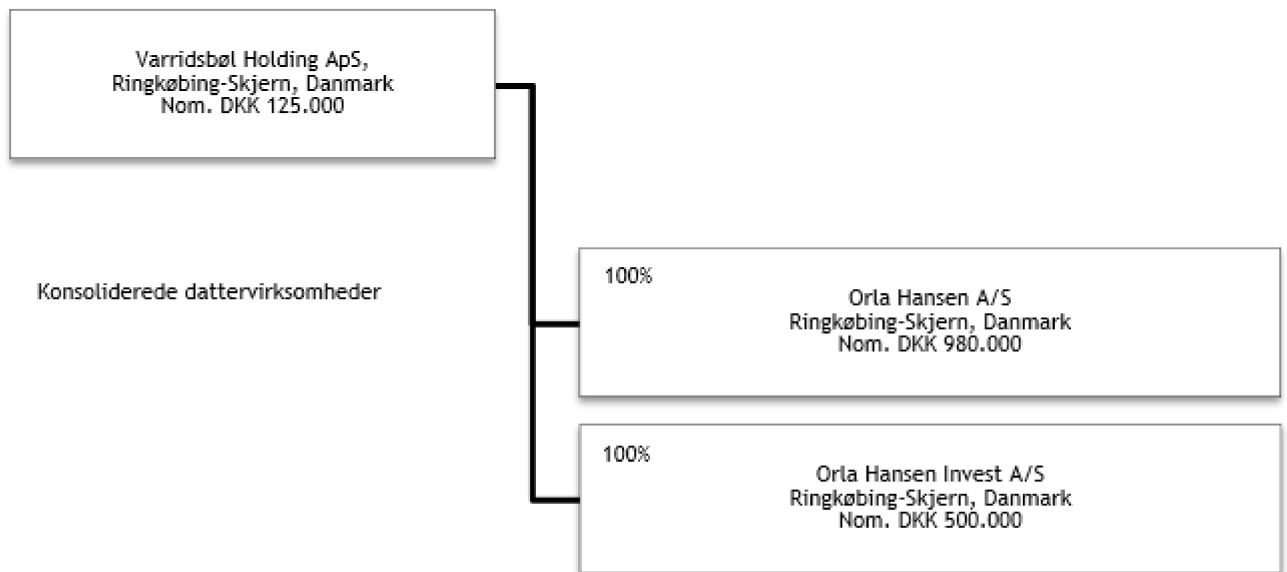 Varridsbøl Holding ApS,
Ringkøbing-Skjern, Danmark
Nom. DKK 125.000
Konsoliderede dattervirksomheder
100%
Orla Hansen A/S
Ringkøbing-Skjern, Danmark
Nom. DKK 980.000
100%
Orla Hansen Invest A/S
Ringkøbing-Skjern, Danmark
Nom. DKK 500.000